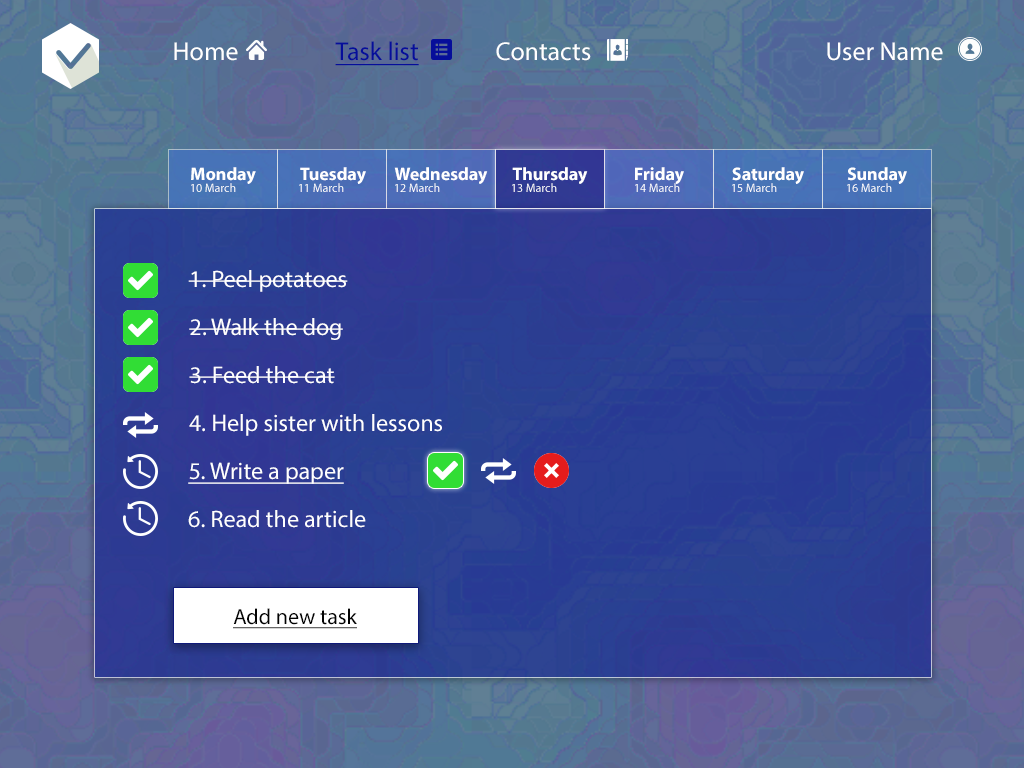 Home
Task list
Contacts
User Name
Monday
10 March
Tuesday
11 March
Wednesday
12 March
Thursday
13 March
Friday
14 March
Saturday
15 March
Sunday
16 March
1. Peel potatoes
2. Walk the dog
3. Feed the cat
4. Help sister with lessons
5. Write a paper
6. Read the article
Add new task